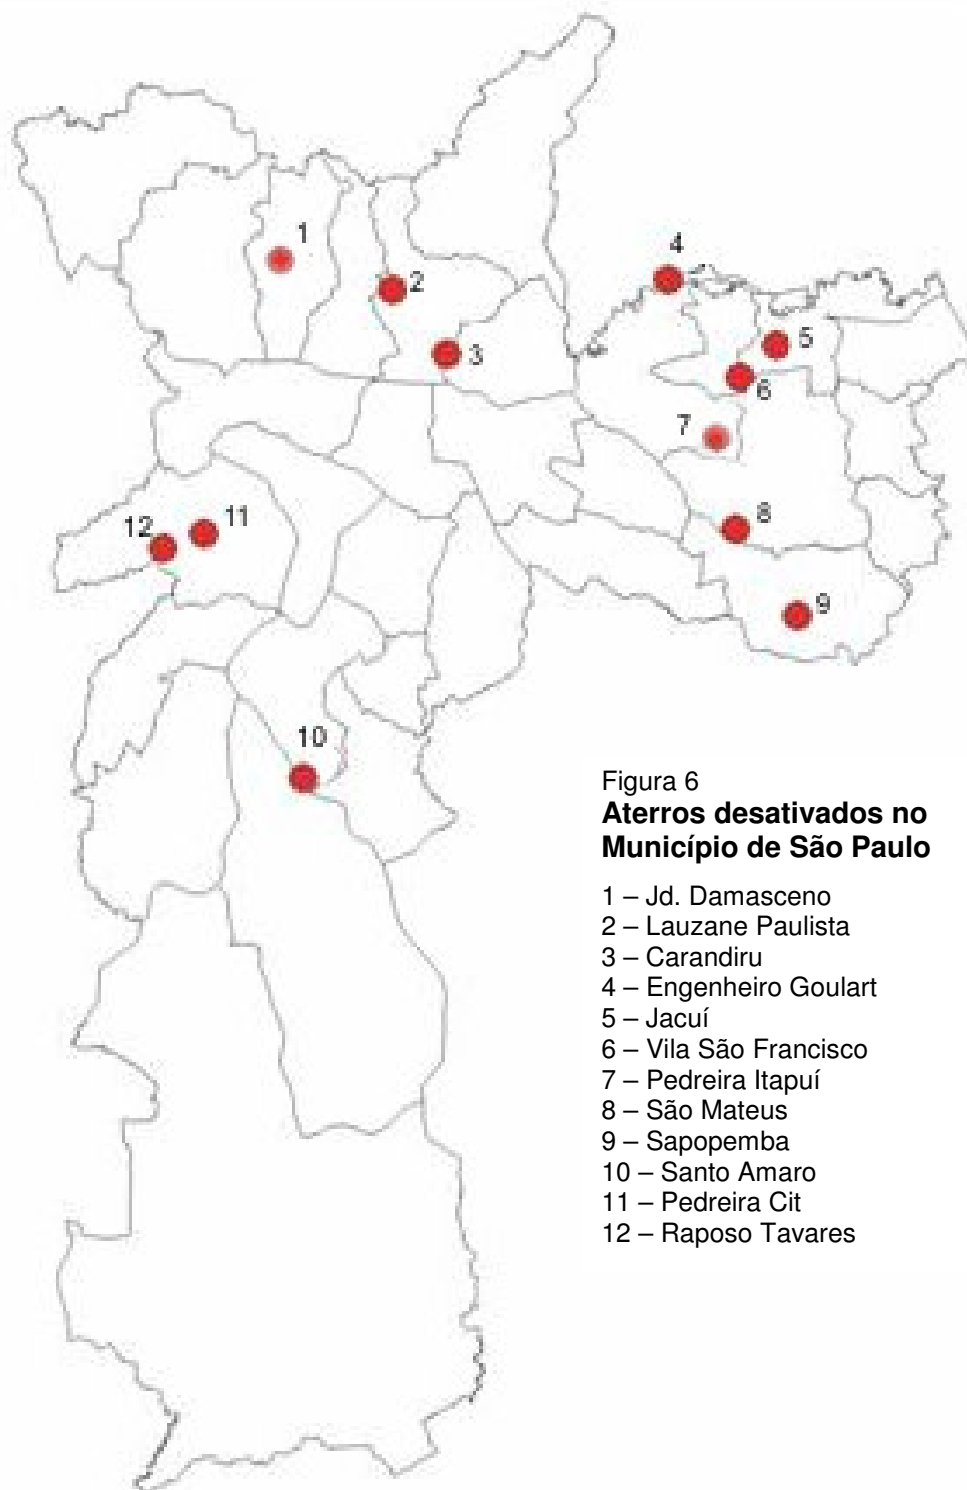 1
2
3
4
5
6
7
8
9
10
11
12
Figura 6
Aterros desativados no
Município de São Paulo
1 – Jd. Damasceno
2 – Lauzane Paulista
3 – Carandiru
4 – Engenheiro Goulart
5 – Jacuí
6 – Vila São Francisco
7 – Pedreira Itapuí
8 – São Mateus
9 – Sapopemba
10 – Santo Amaro
11 – Pedreira Cit
12 – Raposo Tavares